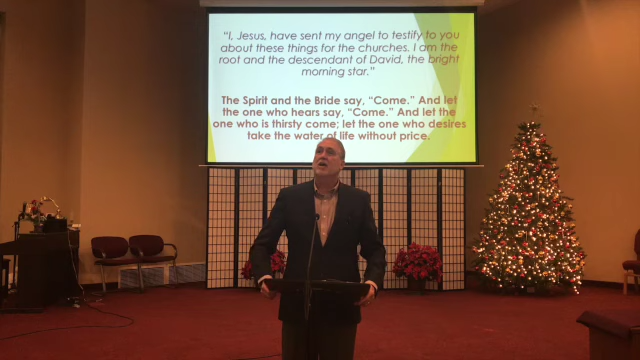 “I, Jesus, have sent my angel to testify to you
about these things for the churches. I am the
root and the descendant of David, the bright
morning star.”
The Spirit and the Bride say, “Come.” And let
the one who hears say, “Come.” And let the
one who is thirsty come; let the one who desires
take the water of life without price.